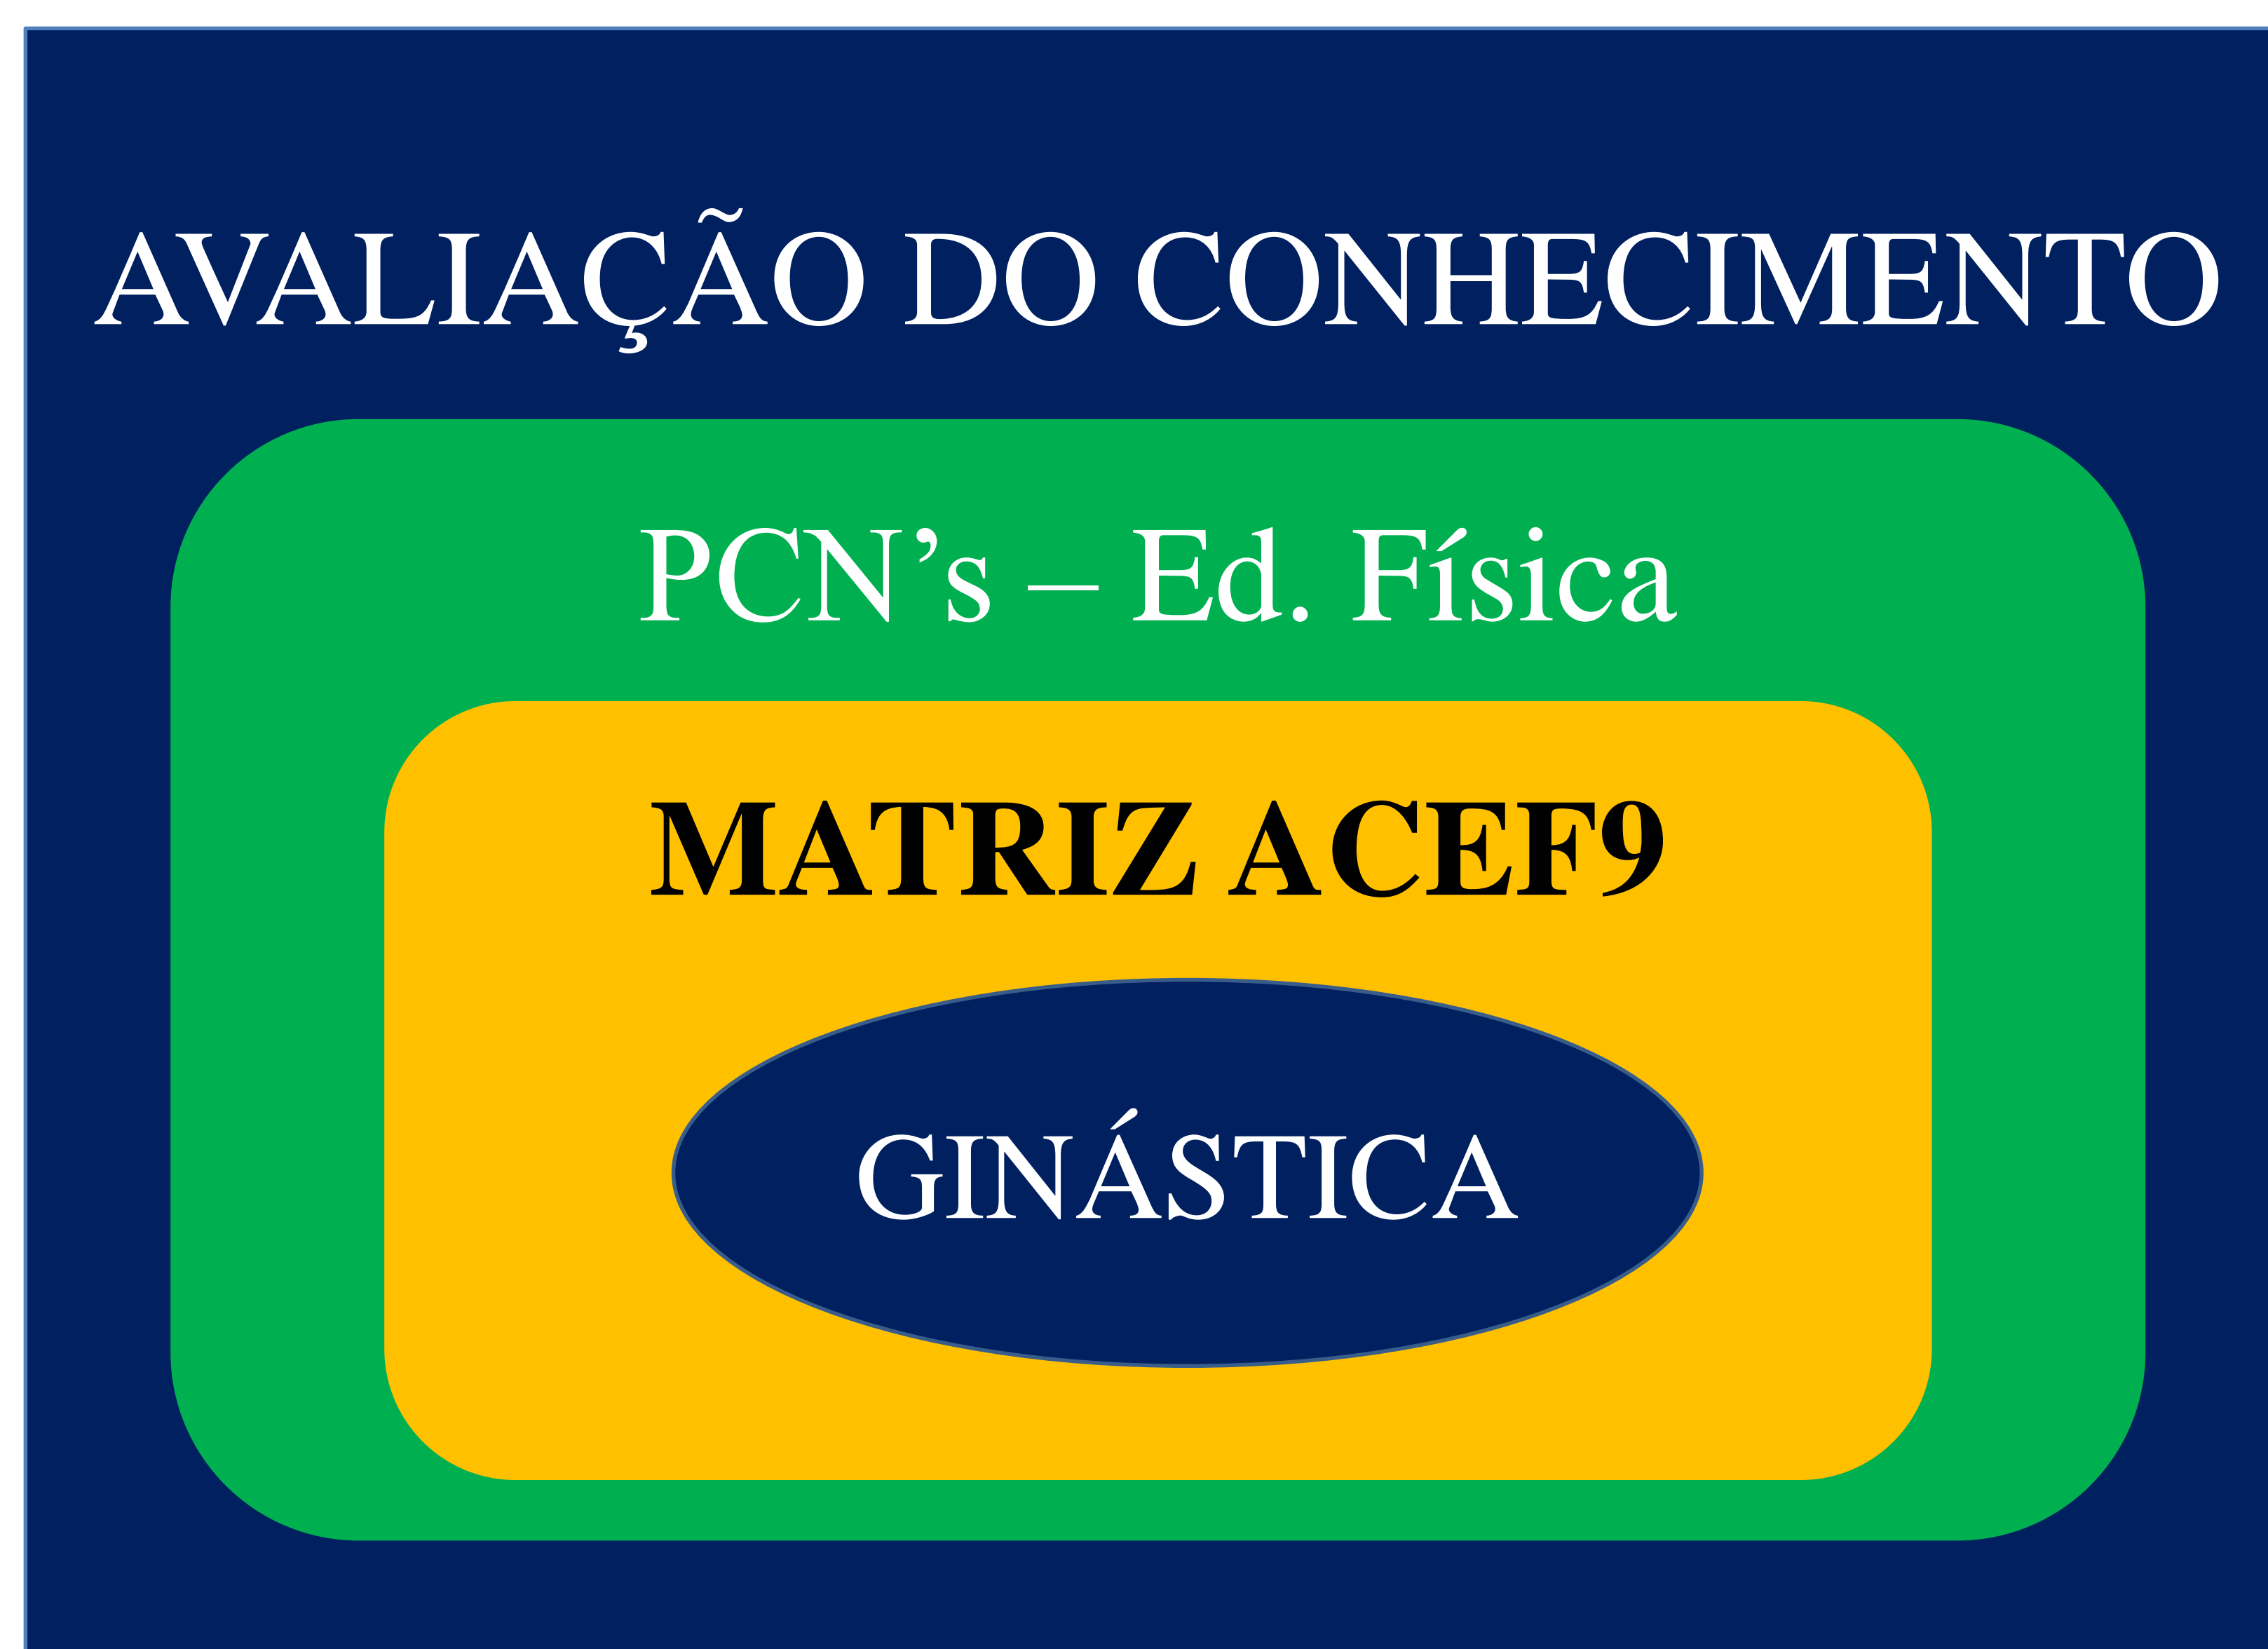 AVALIAÇÃO DO CONHECIMENTO
PCN’s – Ed. Física
MATRIZ ACEF9
GINÁSTICA